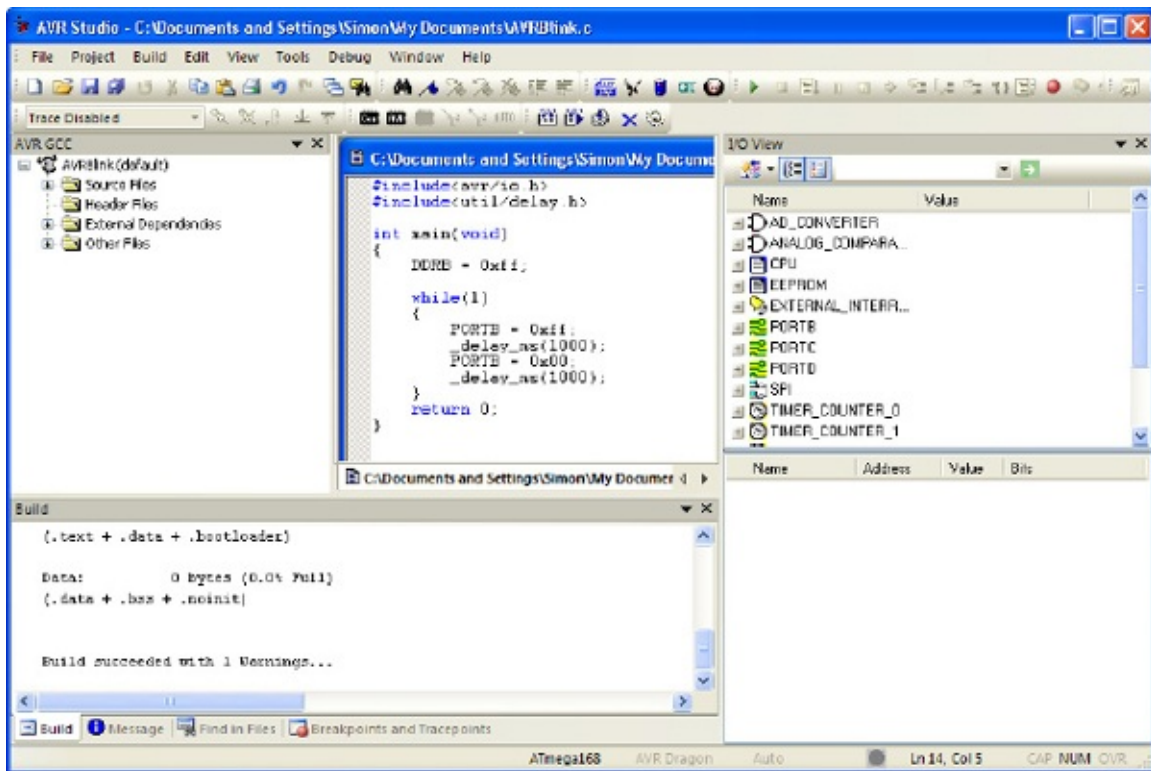 AVR Studio - C:\Documents and Settings\Simon\My Documents\AVRBlink.c
File Project Build Edit View Tools Debug Window Help
Trace Disabled
AVR GCC
AVRBlink (default)
Source Files
Header Files
External Dependencies
Other Files
C:\Documents and Settings\Simon\My Docume
#include<avr/io.h>
#include<util/delay.h>
int main(void)
{
DDRB = 0xff;
while(1)
{
PORTB = 0xff;
_delay_ms(1000);
PORTB = 0x00;
_delay_ms(1000);
}
return 0;
}
C:\Documents and Settings\Simon\My Documer
I/O View
Name Value
AD_CONVERTER
ANALOG_COMPARA...
CPU
EEPROM
EXTERNAL_INTERR...
PORTB
PORTC
PORTD
SPI
TIMER_COUNTER_0
TIMER_COUNTER_1
Name Address Value Bits
Build
(.text + .data + .bootloader)
Data: 0 bytes (0.0% Full)
(.data + .bss + .noinit)
Build succeeded with 1 Warnings...
Build Message Find in Files Breakpoints and Tracepoints
ATmega168 AVR Dragon Auto Ln 14, Col 5 CAP NUM OVR